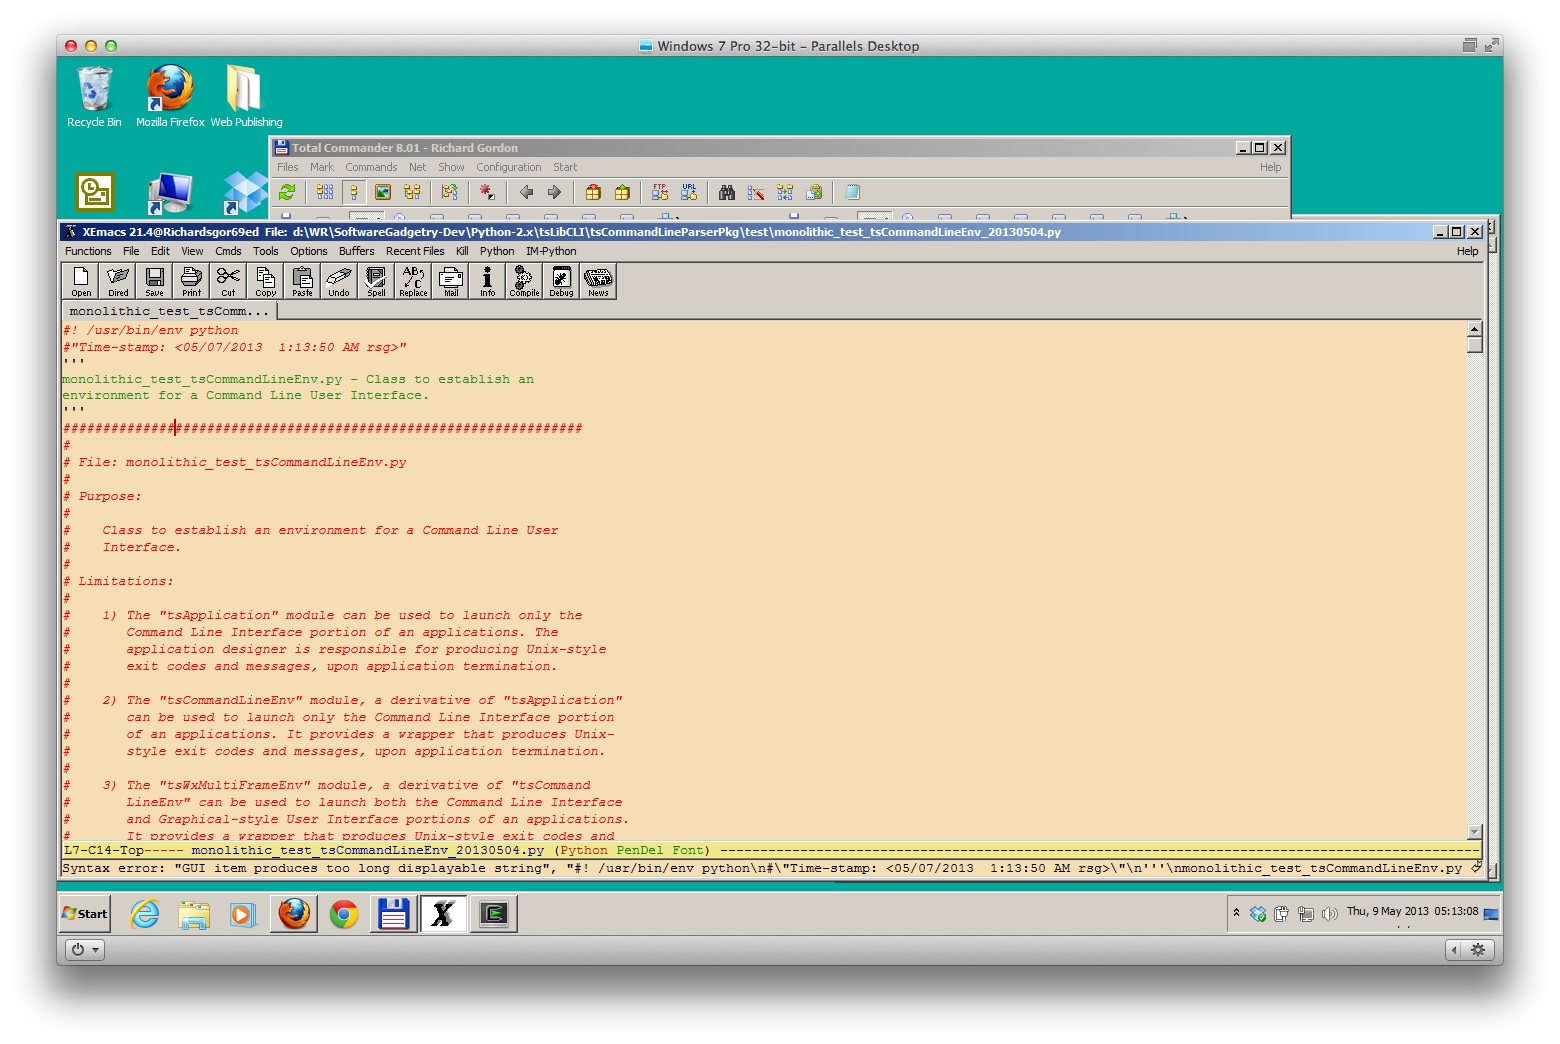 Windows 7 Pro 32-bit - Parallels Desktop
Recycle Bin
Mozilla Firefox
Web Publishing
Total Commander 8.01 - Richard Gordon
Files Mark Commands Net Show Configuration Start Help
FTP URL
XEmacs 21.4@Richardsgor69ed File: d:\WR\SoftwareGadgetry-Dev\Python-2.x\tsLibCLI\tsCommandLineParserPkg\test\monolithic_test_tsCommandLineEnv_20130504.py
Functions File Edit View Cmds Tools Options Buffers Recent Files Kill Python IM-Python Help
Open Dired Save Print Cut Copy Paste Undo Spell Replace Mail Info Compile Debug News
monolithic_test_tsComm...
#! /usr/bin/env python
#"Time-stamp: <05/07/2013  1:13:50 AM rsg>"
'''
monolithic_test_tsCommandLineEnv.py - Class to establish an
environment for a Command Line User Interface.
'''
#################################################################
#
# File: monolithic_test_tsCommandLineEnv.py
#
# Purpose:
#
#    Class to establish an environment for a Command Line User
#    Interface.
#
# Limitations:
#
#    1) The "tsApplication" module can be used to launch only the
#       Command Line Interface portion of an applications. The
#       application designer is responsible for producing Unix-style
#       exit codes and messages, upon application termination.
#
#    2) The "tsCommandLineEnv" module, a derivative of "tsApplication"
#       can be used to launch only the Command Line Interface portion
#       of an applications. It provides a wrapper that produces Unix-
#       style exit codes and messages, upon application termination.
#
#    3) The "tsWxMultiFrameEnv" module, a derivative of "tsCommand
#       LineEnv" can be used to launch both the Command Line Interface
#       and Graphical-style User Interface portions of an applications.
#       It provides a wrapper that produces Unix-style exit codes and
L7-C14-Top----- monolithic_test_tsCommandLineEnv_20130504.py (Python PenDel Font) ----------
Syntax error: "GUI item produces too long displayable string", "#! /usr/bin/env python\n#\"Time-stamp: <05/07/2013  1:13:50 AM rsg>\"\n'''\nmonolithic_test_tsCommandLineEnv.py
Start
Thu, 9 May 2013 05:13:08